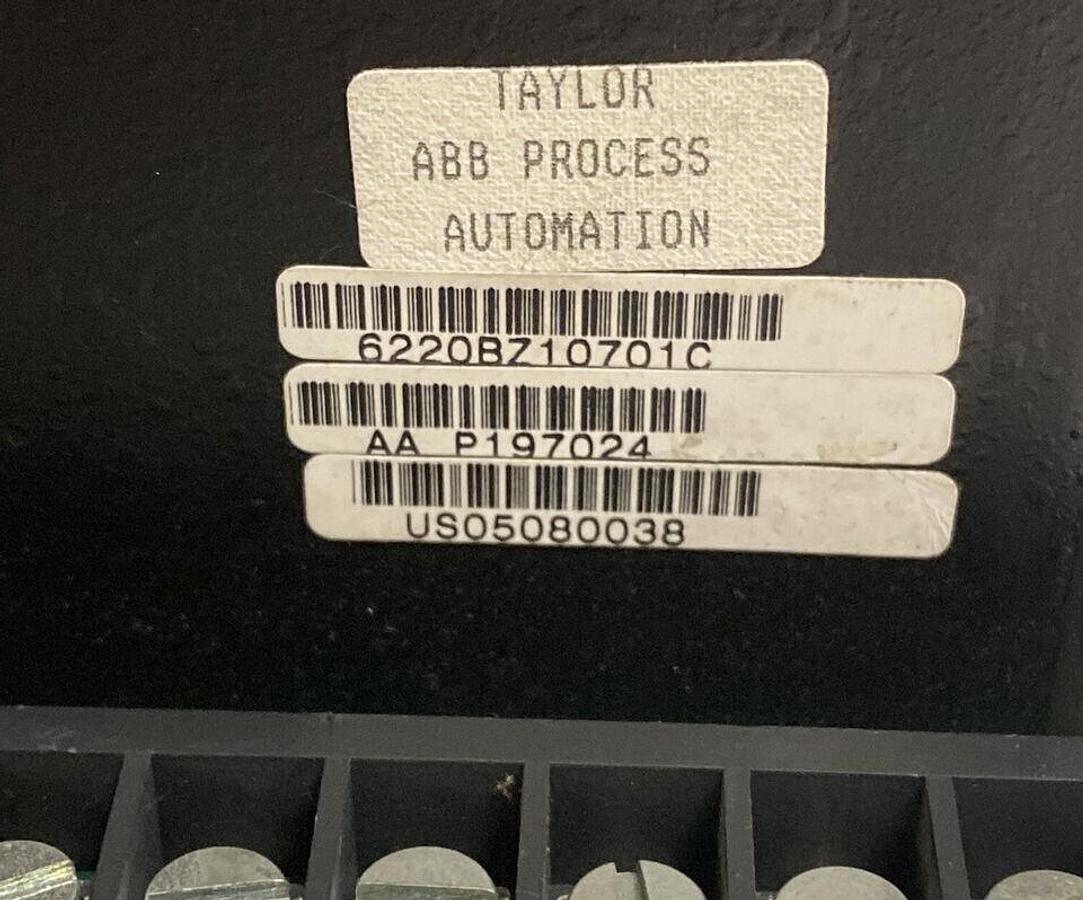 TAYLOR
ABB PROCESS
AUTOMATION
6220BZ10701C
AA P197024
US05080038